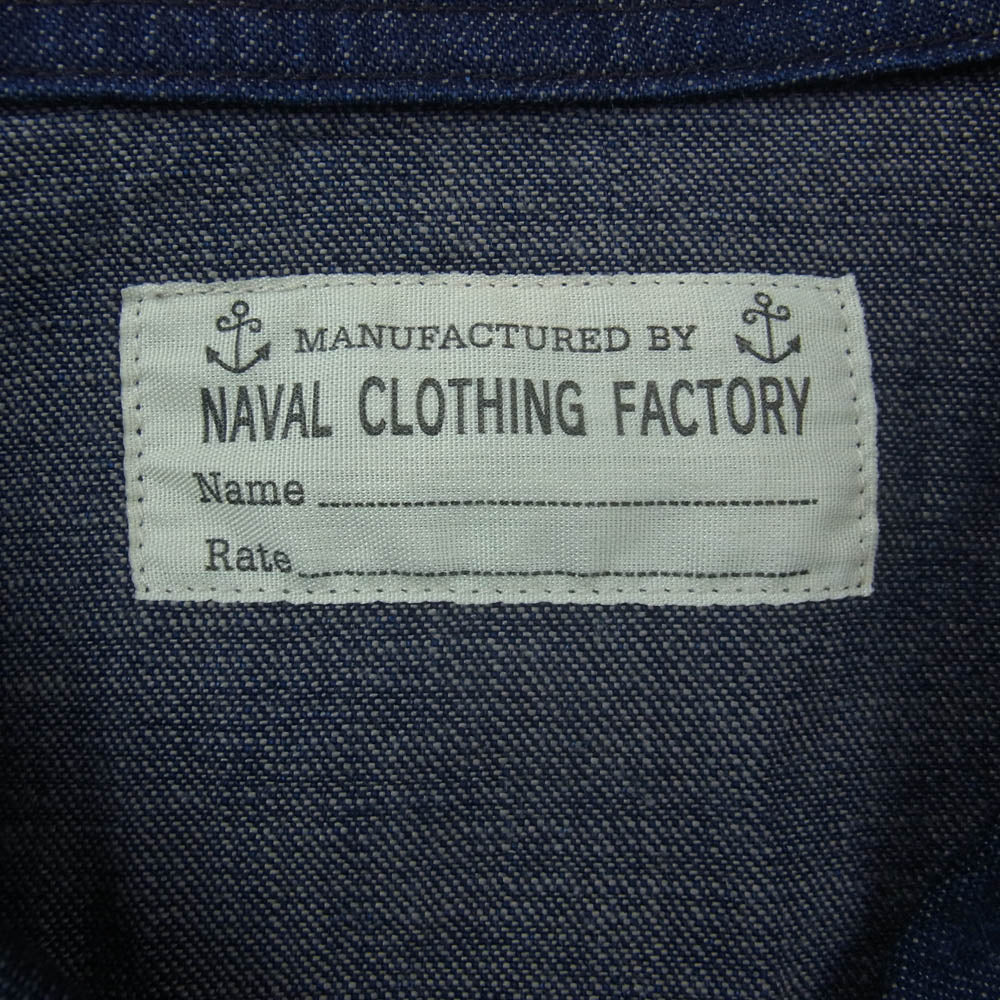 MANUFACTURED BY
NAVAL CLOTHING FACTORY
Name
Rate